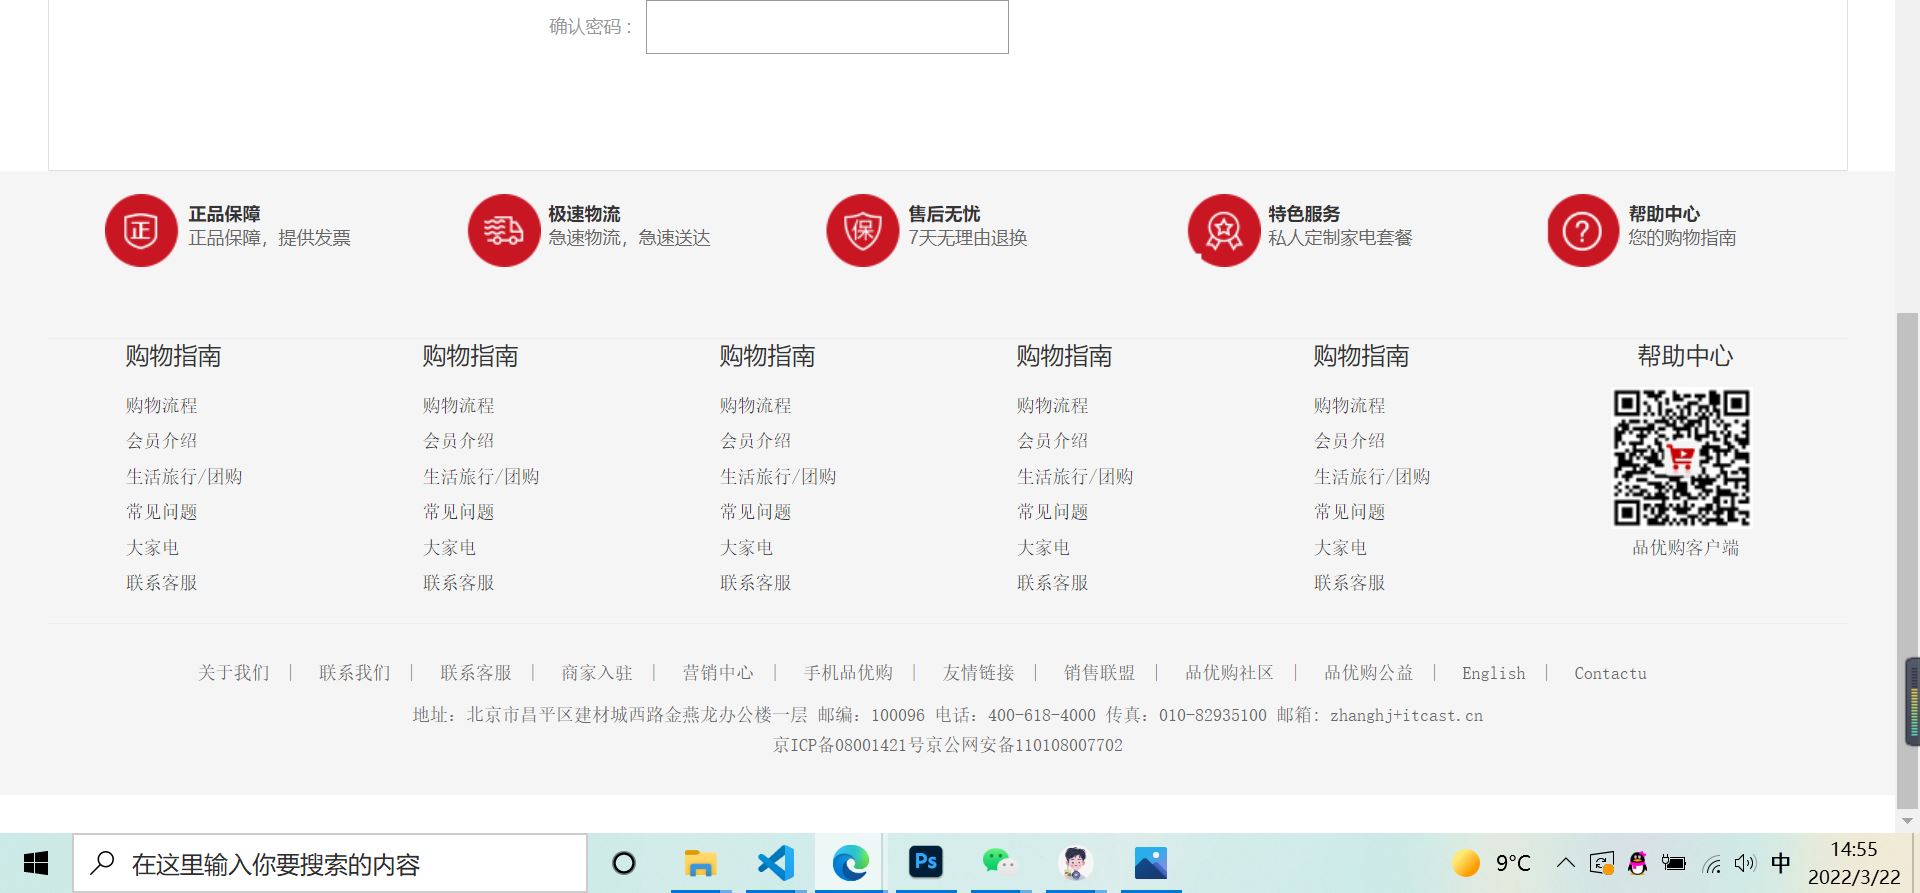 确认密码：
正 正品保障
正品保障，提供发票
极速物流
急速物流，急速送达
保 售后无忧
7天无理由退换
特色服务
私人定制家电套餐
? 帮助中心
您的购物指南
购物指南
购物流程
会员介绍
生活旅行/团购
常见问题
大家电
联系客服
购物指南
购物流程
会员介绍
生活旅行/团购
常见问题
大家电
联系客服
购物指南
购物流程
会员介绍
生活旅行/团购
常见问题
大家电
联系客服
购物指南
购物流程
会员介绍
生活旅行/团购
常见问题
大家电
联系客服
购物指南
购物流程
会员介绍
生活旅行/团购
常见问题
大家电
联系客服
帮助中心
品优购客户端
关于我们 | 联系我们 | 联系客服 | 商家入驻 | 营销中心 | 手机品优购 | 友情链接 | 销售联盟 | 品优购社区 | 品优购公益 | English | Contactu
地址：北京市昌平区建材城西路金燕龙办公楼一层 邮编：100096 电话：400-618-4000 传真：010-82935100 邮箱: zhanghj+itcast.cn
京ICP备08001421号京公网安备110108007702
在这里输入你要搜索的内容
Ps
9°C
中
14:55
2022/3/22